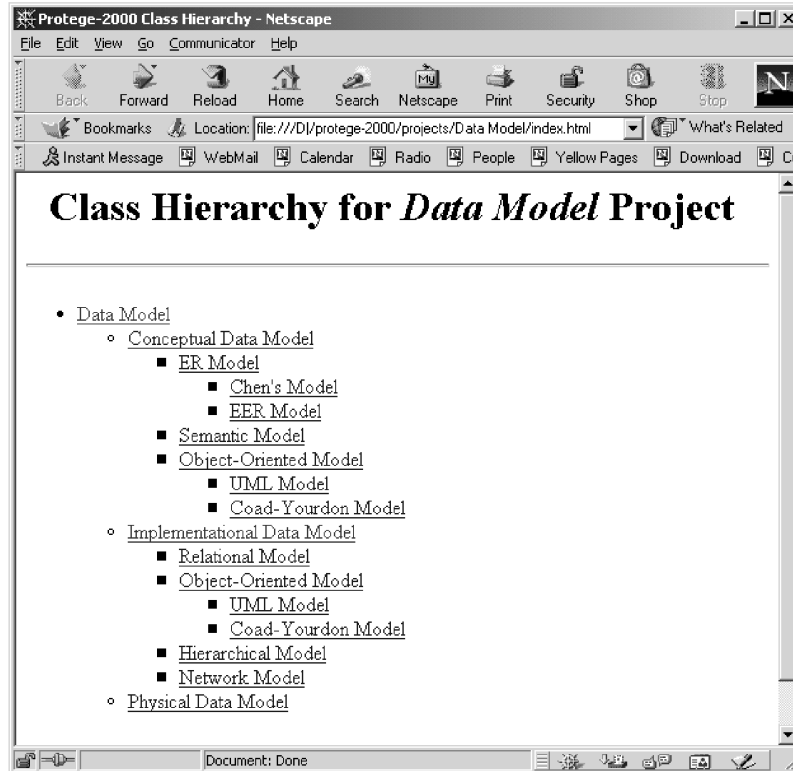 Protege-2000 Class Hierarchy - Netscape
File Edit View Go Communicator Help
Back Forward Reload Home Search Netscape Print Security Shop Stop
My
N
Bookmarks Location: file:///D|/protege-2000/projects/Data Model/index.html What's Related
Instant Message WebMail Calendar Radio People Yellow Pages Download
Class Hierarchy for Data Model Project
Data Model
Conceptual Data Model
ER Model
Chen's Model
EER Model
Semantic Model
Object-Oriented Model
UML Model
Coad-Yourdon Model
Implementational Data Model
Relational Model
Object-Oriented Model
UML Model
Coad-Yourdon Model
Hierarchical Model
Network Model
Physical Data Model
Document: Done